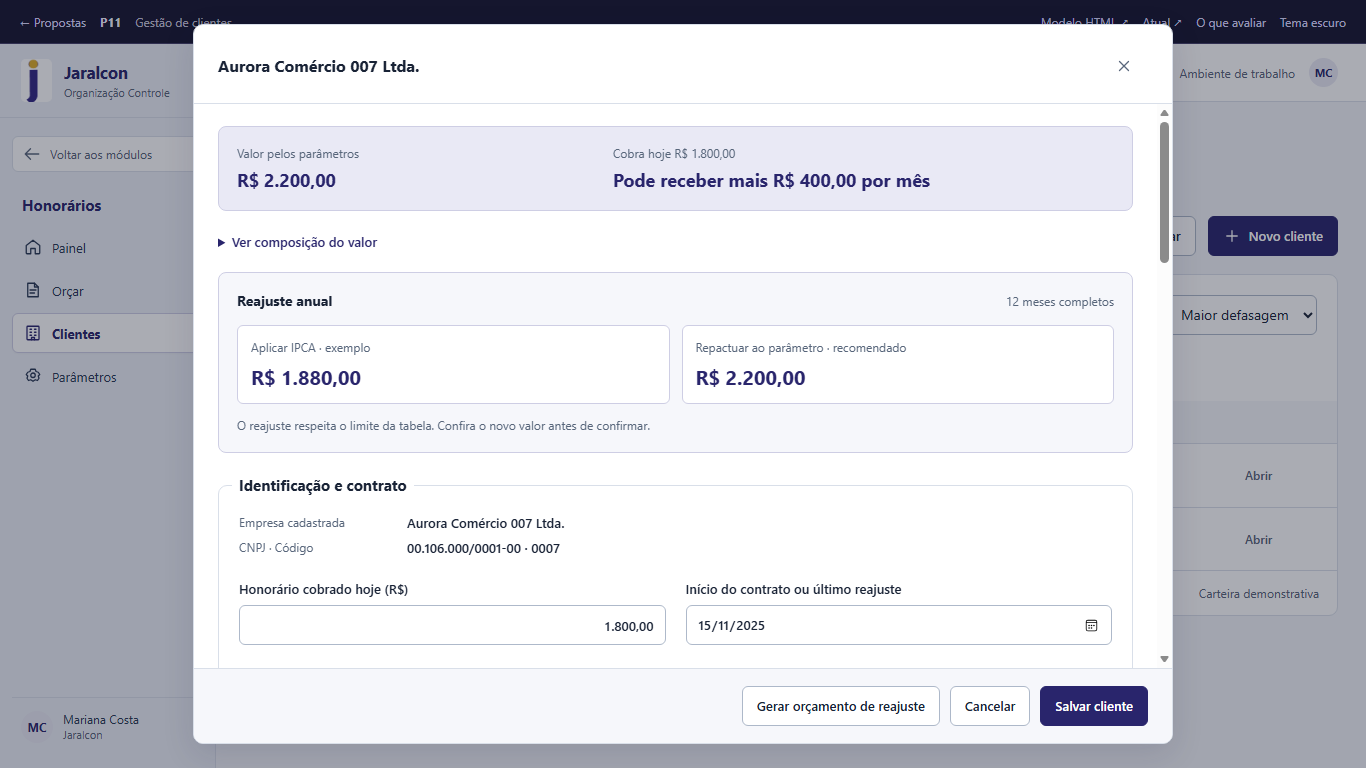 ← Propostas P11 Gestão de clientes
Modelo HTML ↗ Atual ↗ O que avaliar Tema escuro
Jaralcon
Organização Controle
Ambiente de trabalho MC
Voltar aos módulos
Honorários
Painel
Orçar
Clientes
Parâmetros
MC Mariana Costa
Jaralcon
Novo cliente
Maior defasagem
Abrir
Abrir
Carteira demonstrativa
Aurora Comércio 007 Ltda.
Valor pelos parâmetros
R$ 2.200,00
Cobra hoje R$ 1.800,00
Pode receber mais R$ 400,00 por mês
Ver composição do valor
Reajuste anual
12 meses completos
Aplicar IPCA · exemplo
R$ 1.880,00
Repactuar ao parâmetro · recomendado
R$ 2.200,00
O reajuste respeita o limite da tabela. Confira o novo valor antes de confirmar.
Identificação e contrato
Empresa cadastrada Aurora Comércio 007 Ltda.
CNPJ · Código 00.106.000/0001-00 · 0007
Honorário cobrado hoje (R$)
1.800,00
Início do contrato ou último reajuste
15/11/2025
Gerar orçamento de reajuste Cancelar Salvar cliente